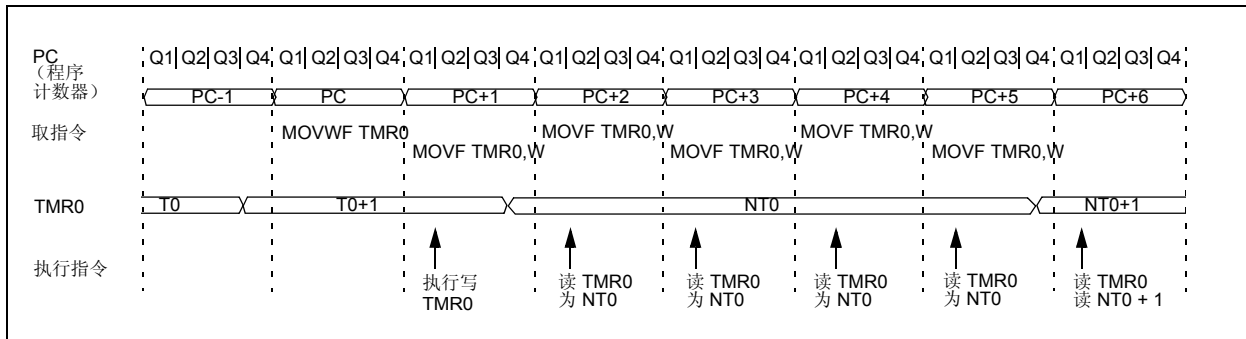 PC
（程序
计数器）
Q1 Q2 Q3 Q4 Q1 Q2 Q3 Q4 Q1 Q2 Q3 Q4 Q1 Q2 Q3 Q4 Q1 Q2 Q3 Q4 Q1 Q2 Q3 Q4 Q1 Q2 Q3 Q4 Q1 Q2 Q3 Q4
PC-1 PC PC+1 PC+2 PC+3 PC+4 PC+5 PC+6
取指令
MOVWF TMR0 MOVF TMR0,W MOVF TMR0,W
MOVF TMR0,W MOVF TMR0,W MOVF TMR0,W
TMR0 T0 T0+1 NT0 NT0+1
执行指令
执行写
TMR0
读 TMR0
为 NT0
读 TMR0
为 NT0
读 TMR0
为 NT0
读 TMR0
为 NT0
读 TMR0
读 NT0 + 1